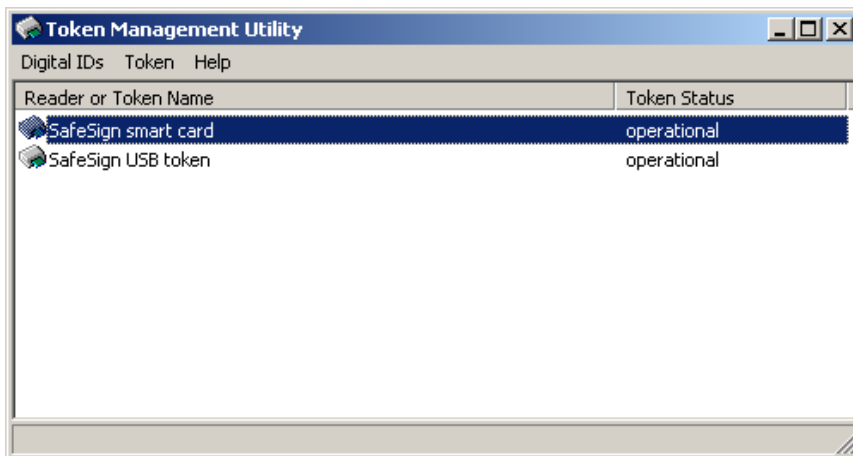 Token Management Utility
Digital IDs Token Help
Reader or Token Name Token Status
SafeSign smart card operational
SafeSign USB token operational